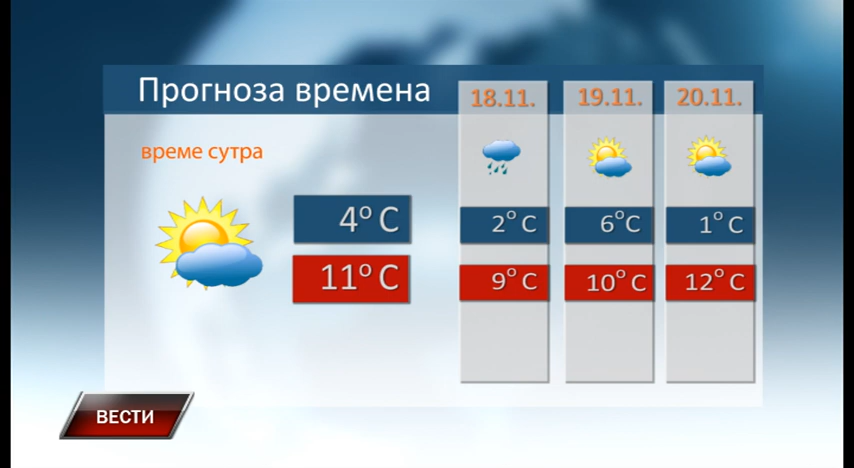 Прогноза времена
18.11. 19.11. 20.11.
време сутра
4° C
11° C
2° C 6°C 1° C
9° C 10° C 12° C
ВЕСТИ